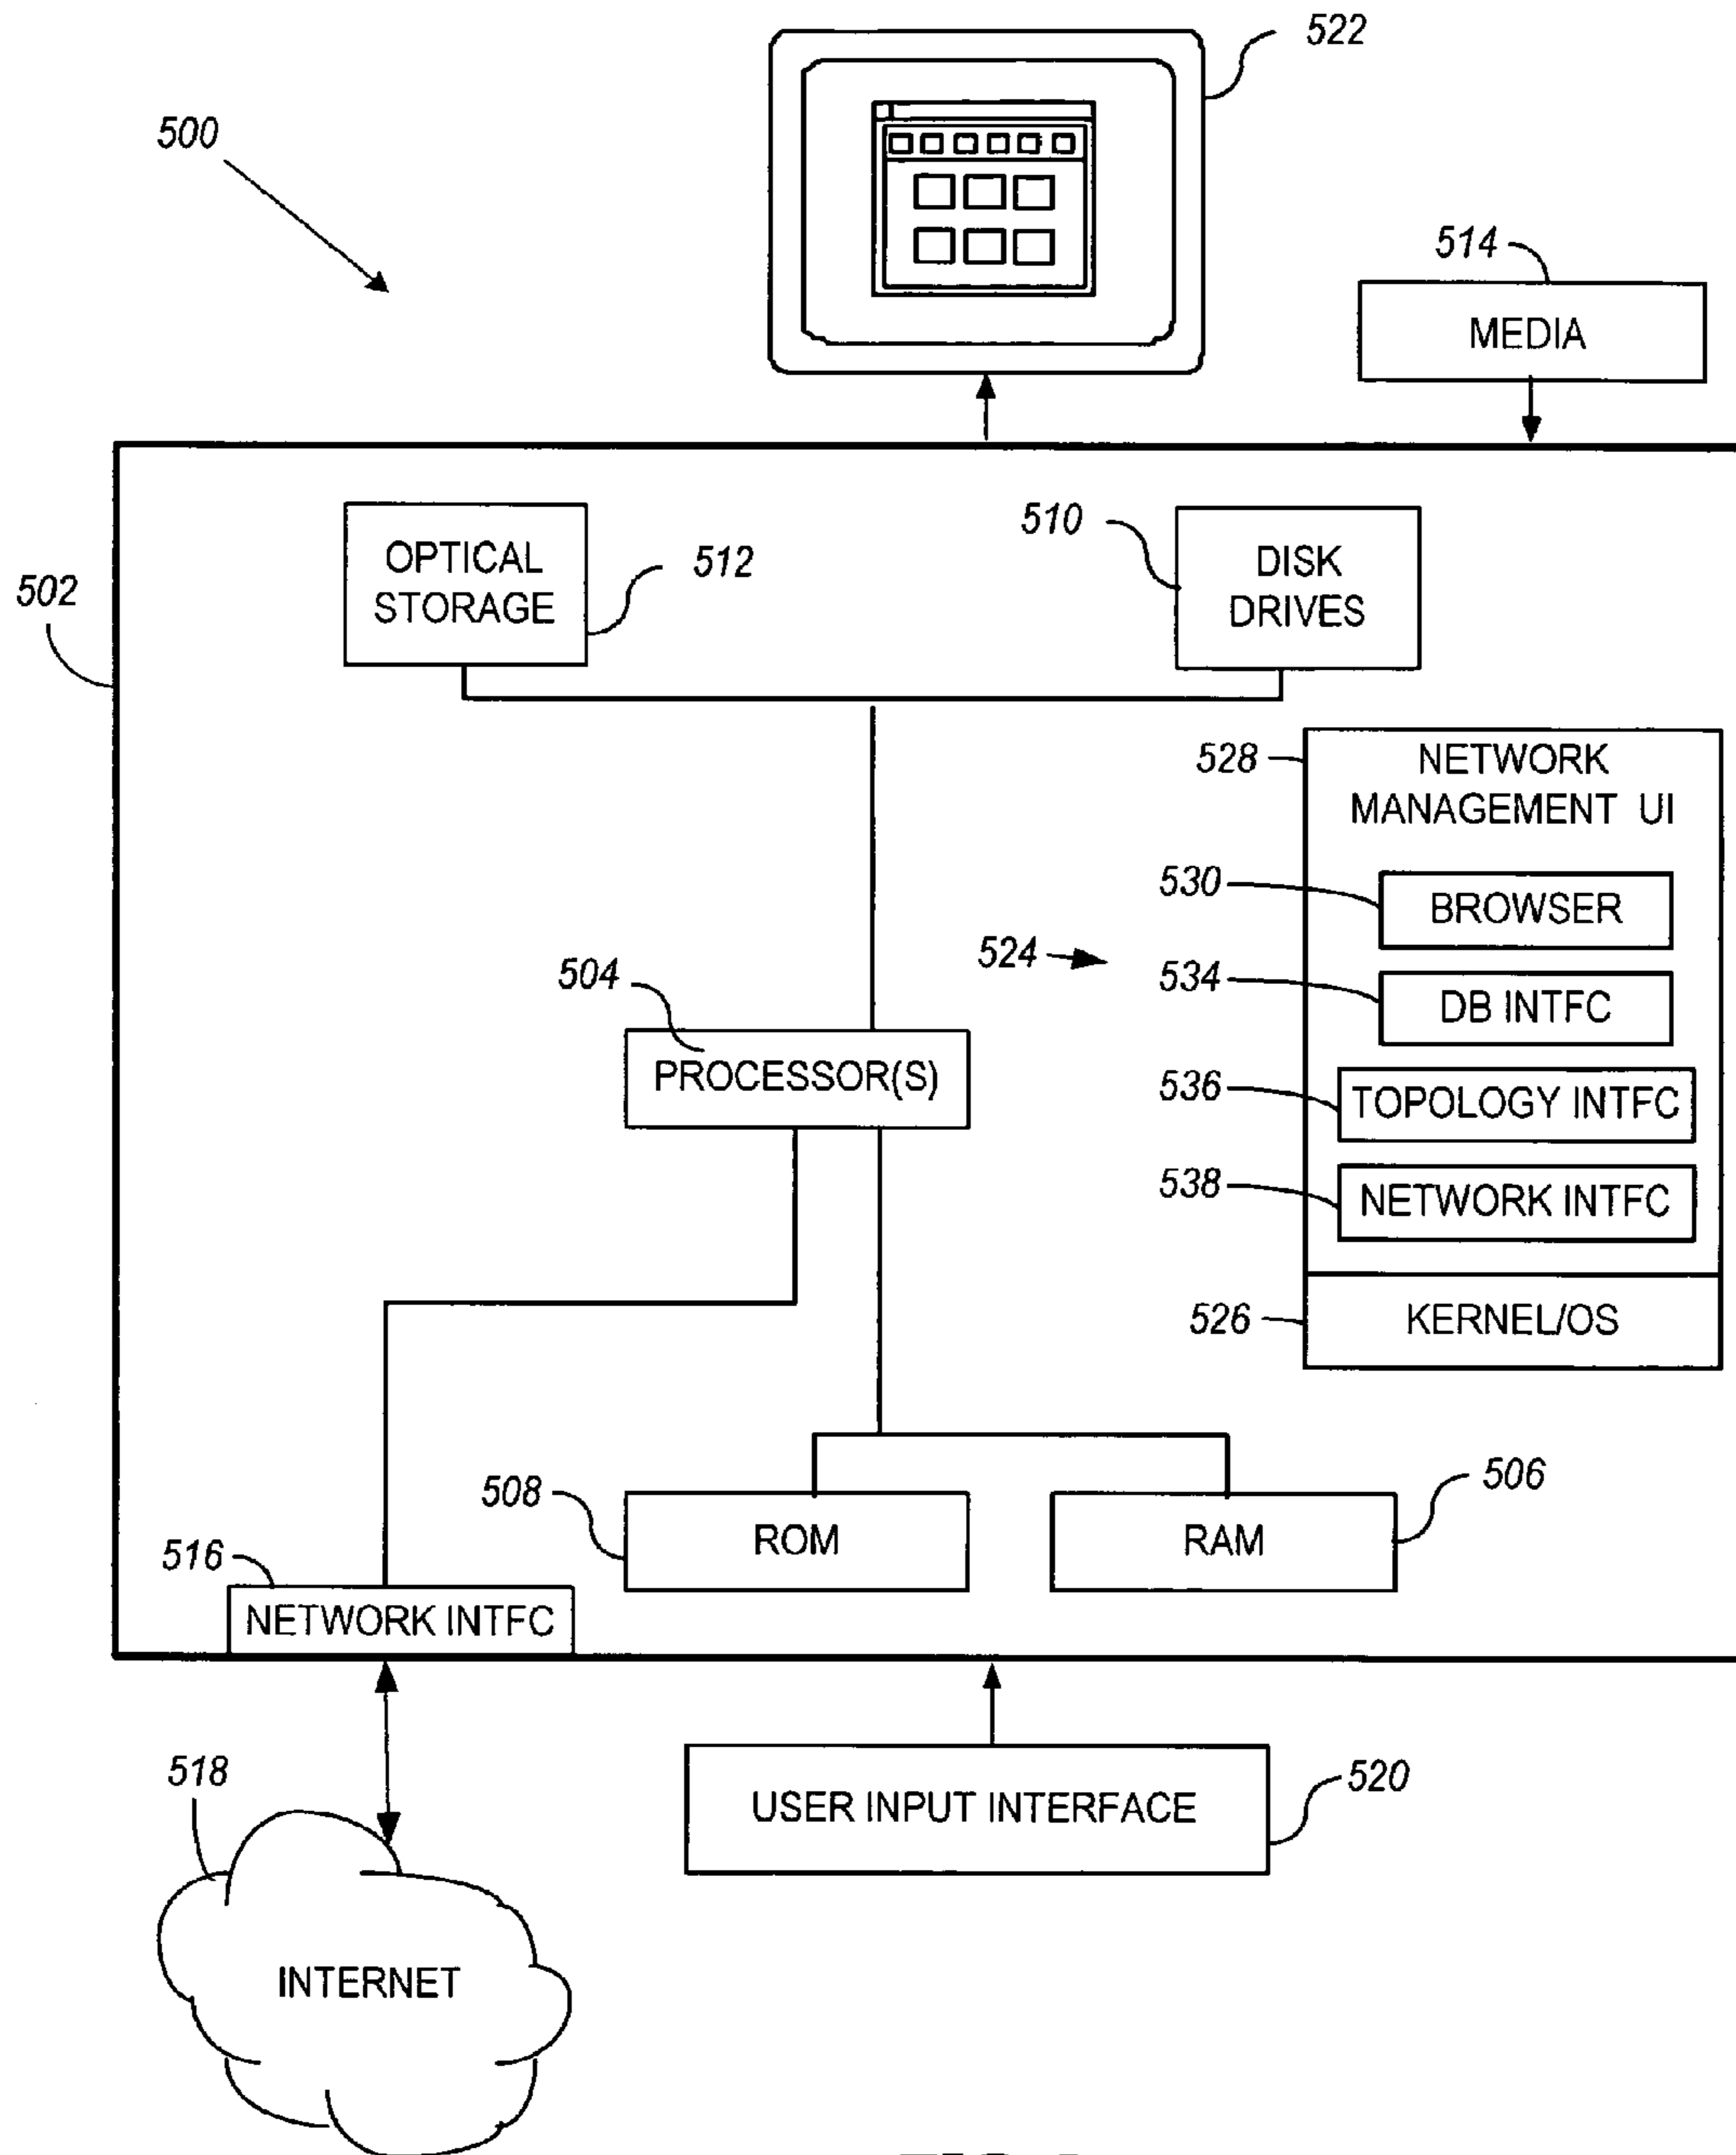 522
500
514
MEDIA
502
OPTICAL
STORAGE
512
510
DISK
DRIVES
528
NETWORK
MANAGEMENT UI
530
BROWSER
524
534
DB INTFC
504
PROCESSOR(S)
536
TOPOLOGY INTFC
538
NETWORK INTFC
526
KERNEL/OS
508
ROM
506
RAM
516
NETWORK INTFC
518
USER INPUT INTERFACE
520
INTERNET